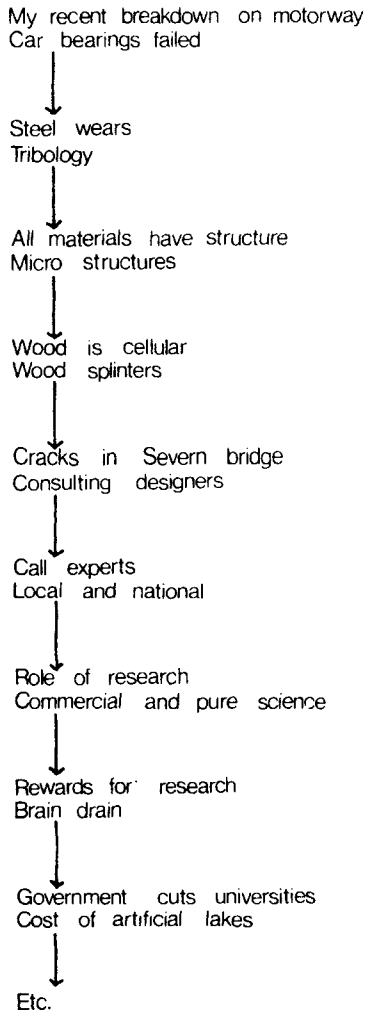 My recent breakdown on motorway
Car bearings failed
Steel wears
Tribology
All materials have structure
Micro structures
Wood is cellular
Wood splinters
Cracks in Severn bridge
Consulting designers
Call experts
Local and national
Role of research
Commercial and pure science
Rewards for research
Brain drain
Government cuts universities
Cost of artificial lakes
Etc.